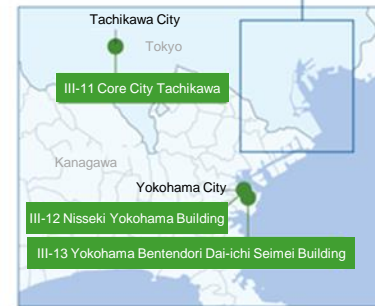 Tachikawa City
Tokyo
III-11 Core City Tachikawa
Kanagawa
Yokohama City
III-12 Nisseki Yokohama Building
III-13 Yokohama Bentendori Dai-ichi Seimei Building